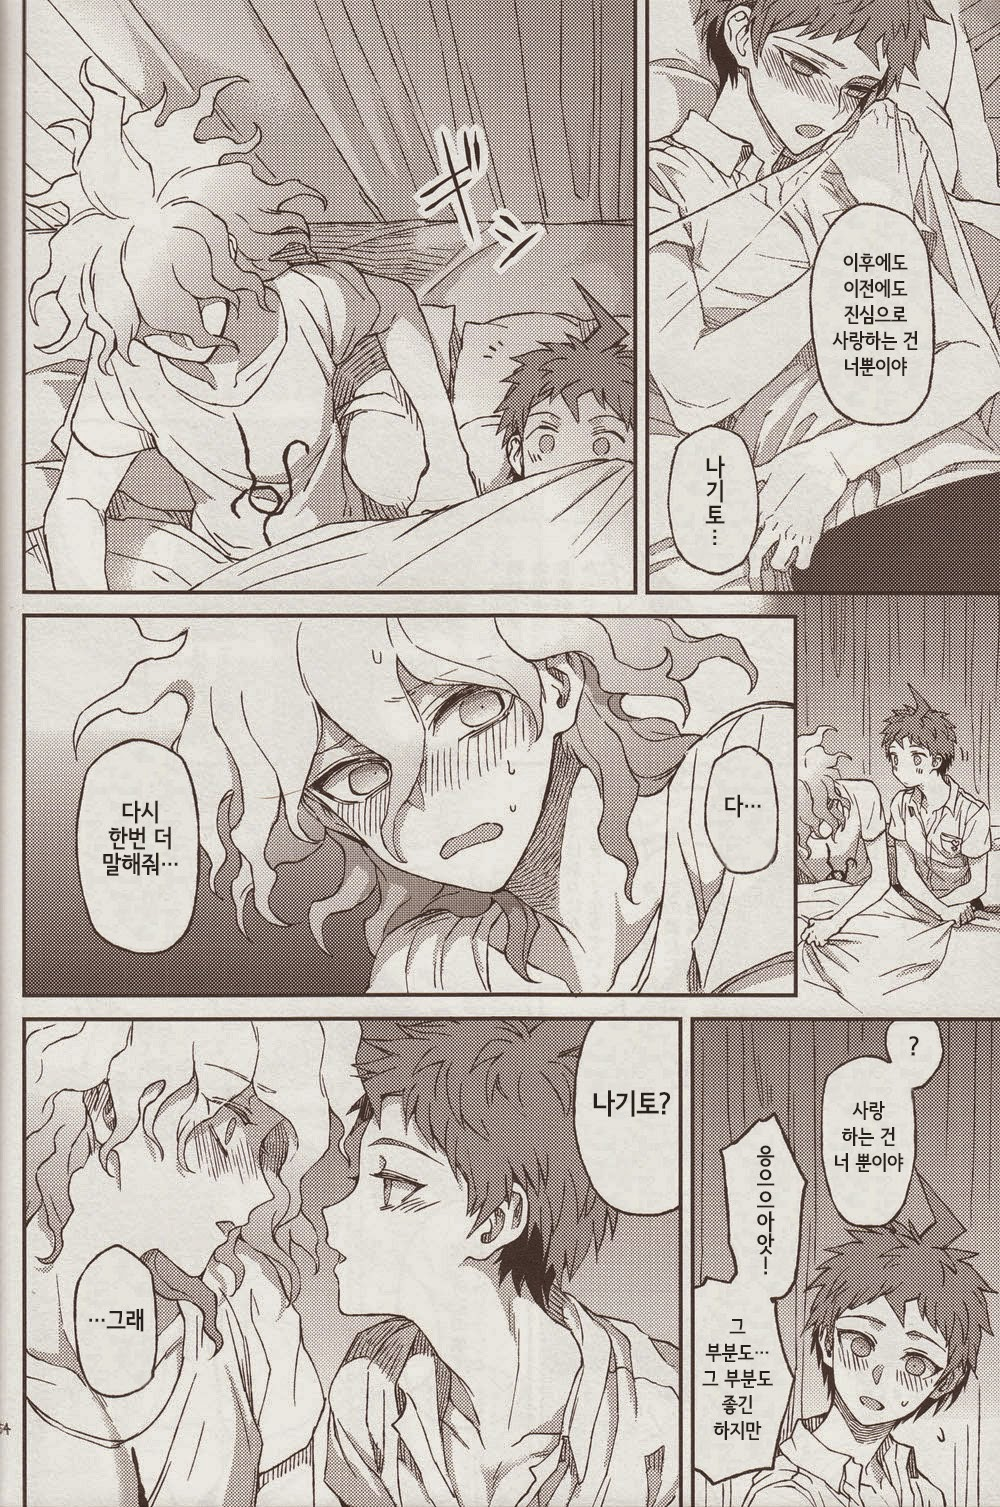 이후에도
이전에도
진심으로
사랑하는 건
너뿐이야
나기토…
다…
다시
한번 더
말해줘…
?
사랑
하는 건
너 뿐이야
응으으아앗!
그
부분도…
그 부분도
좋긴
하지만
나기토?
…그래
54